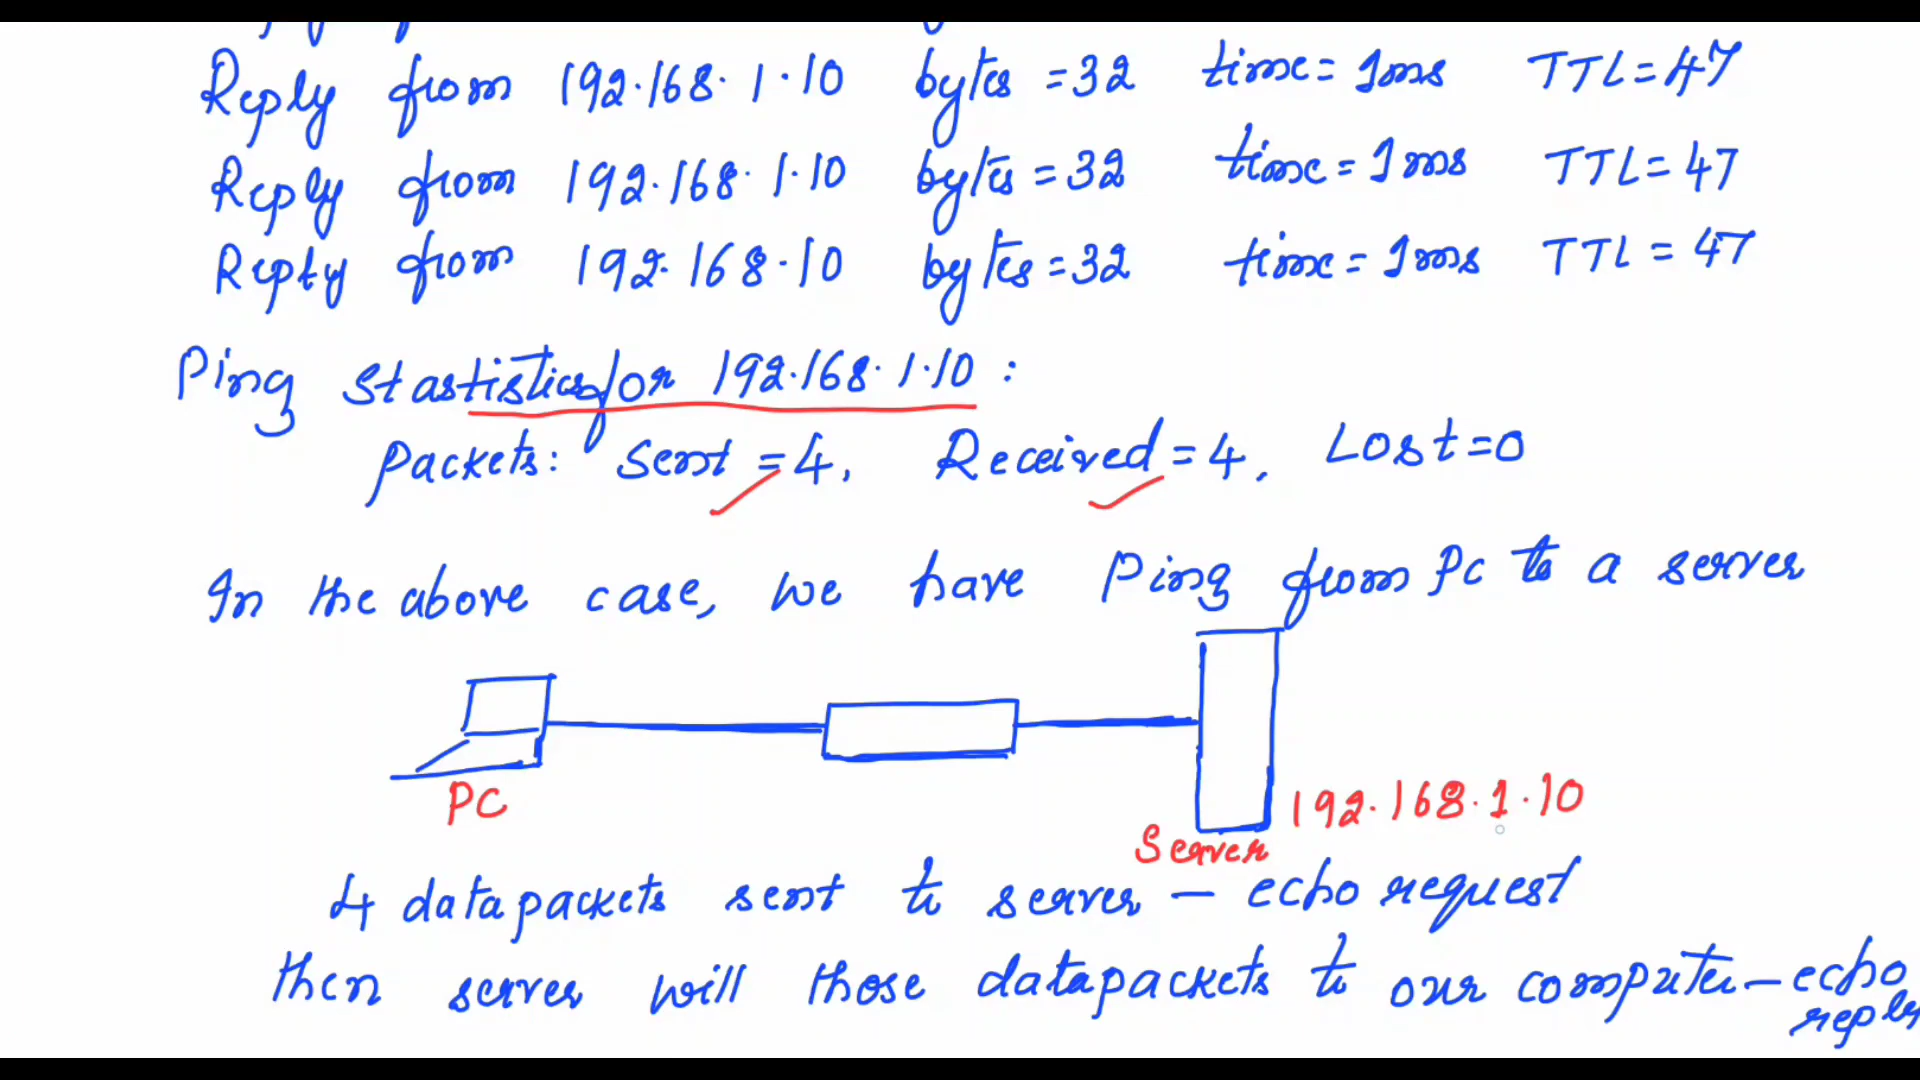 Reply from 192.168.1.10 bytes=32 time=1ms TTL=47
Reply from 192.168.1.10 bytes=32 time=1ms TTL=47
Reply from 192.168.10 bytes=32 time=1ms TTL=47
Ping Stastistics for 192.168.1.10:
Packets: Sent=4, Received=4, Lost=0
In the above case, we have Ping from Pc to a server
PC
192.168.1.10
Server
4 datapackets sent to server - echo request
then server will those datapackets to our computer - echo
reply